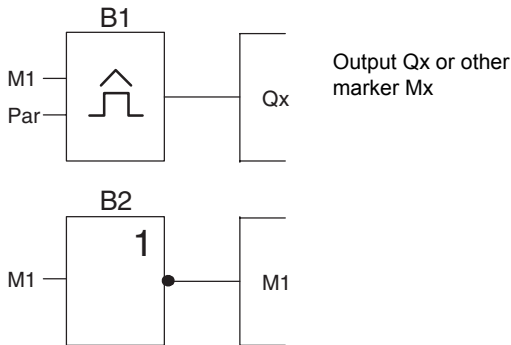 B1
M1
Par
Qx
Output Qx or other
marker Mx
B2
1
M1
M1